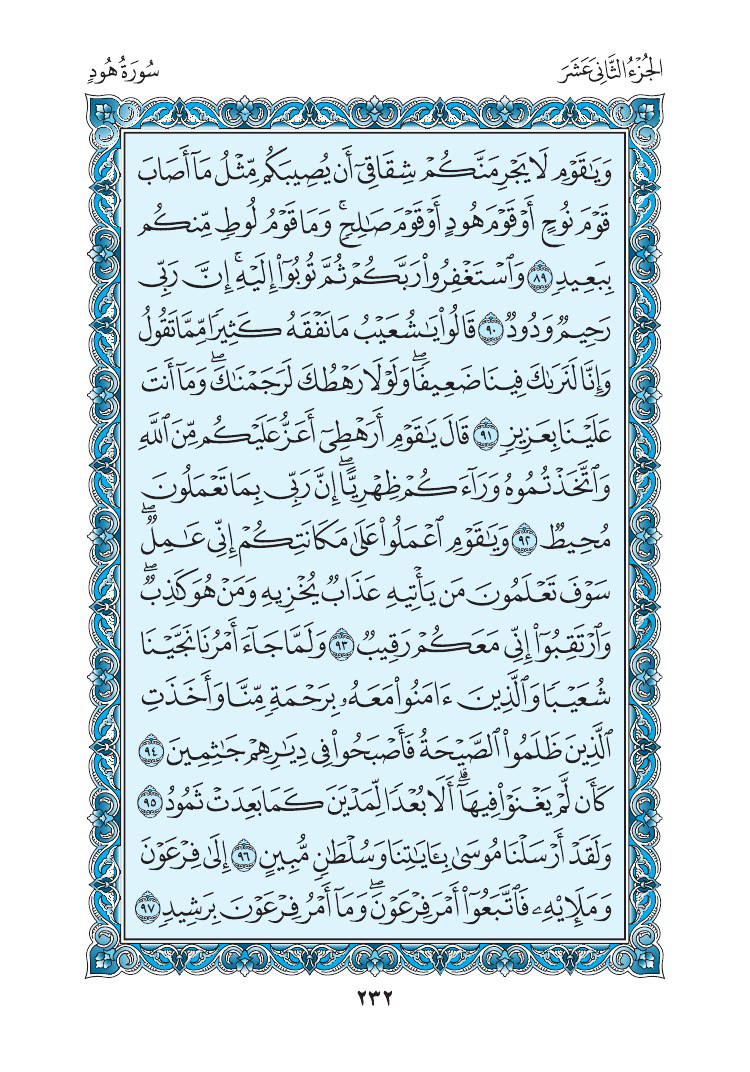 الجُزْءُ الثَّانِي عَشَرَ
سُورَةُ هُودٍ
وَيَٰقَوْمِ لَا يَجْرِمَنَّكُمْ شِقَاقِىٓ أَن يُصِيبَكُم مِّثْلُ مَآ أَصَابَ
قَوْمَ نُوحٍ أَوْ قَوْمَ هُودٍ أَوْ قَوْمَ صَٰلِحٍ ۚ وَمَا قَوْمُ لُوطٍ مِّنكُم
بِبَعِيدٍ ٨٩ وَٱسْتَغْفِرُوا۟ رَبَّكُمْ ثُمَّ تُوبُوٓا۟ إِلَيْهِ ۚ إِنَّ رَبِّى
رَحِيمٌ وَدُودٌ ٩٠ قَالُوا۟ يَٰشُعَيْبُ مَا نَفْقَهُ كَثِيرًا مِّمَّا تَقُولُ
وَإِنَّا لَنَرَىٰكَ فِينَا ضَعِيفًا ۖ وَلَوْلَا رَهْطُكَ لَرَجَمْنَٰكَ ۖ وَمَآ أَنتَ
عَلَيْنَا بِعَزِيزٍ ٩١ قَالَ يَٰقَوْمِ أَرَهْطِىٓ أَعَزُّ عَلَيْكُم مِّنَ ٱللَّهِ
وَٱتَّخَذْتُمُوهُ وَرَآءَكُمْ ظِهْرِيًّا ۖ إِنَّ رَبِّى بِمَا تَعْمَلُونَ
مُحِيطٌ ٩٢ وَيَٰقَوْمِ ٱعْمَلُوا۟ عَلَىٰ مَكَانَتِكُمْ إِنِّى عَٰمِلٌ ۖ
سَوْفَ تَعْلَمُونَ مَن يَأْتِيهِ عَذَابٌ يُخْزِيهِ وَمَنْ هُوَ كَٰذِبٌ ۖ
وَٱرْتَقِبُوٓا۟ إِنِّى مَعَكُمْ رَقِيبٌ ٩٣ وَلَمَّا جَآءَ أَمْرُنَا نَجَّيْنَا
شُعَيْبًا وَٱلَّذِينَ ءَامَنُوا۟ مَعَهُۥ بِرَحْمَةٍ مِّنَّا وَأَخَذَتِ
ٱلَّذِينَ ظَلَمُوا۟ ٱلصَّيْحَةُ فَأَصْبَحُوا۟ فِى دِيَٰرِهِمْ جَٰثِمِينَ ٩٤
كَأَن لَّمْ يَغْنَوْا۟ فِيهَآ ۗ أَلَا بُعْدًا لِّمَدْيَنَ كَمَا بَعِدَتْ ثَمُودُ ٩٥
وَلَقَدْ أَرْسَلْنَا مُوسَىٰ بِـَٔايَٰتِنَا وَسُلْطَٰنٍ مُّبِينٍ ٩٦ إِلَىٰ فِرْعَوْنَ
وَمَلَإِي۟هِۦ فَٱتَّبَعُوٓا۟ أَمْرَ فِرْعَوْنَ ۖ وَمَآ أَمْرُ فِرْعَوْنَ بِرَشِيدٍ ٩٧
٢٣٢